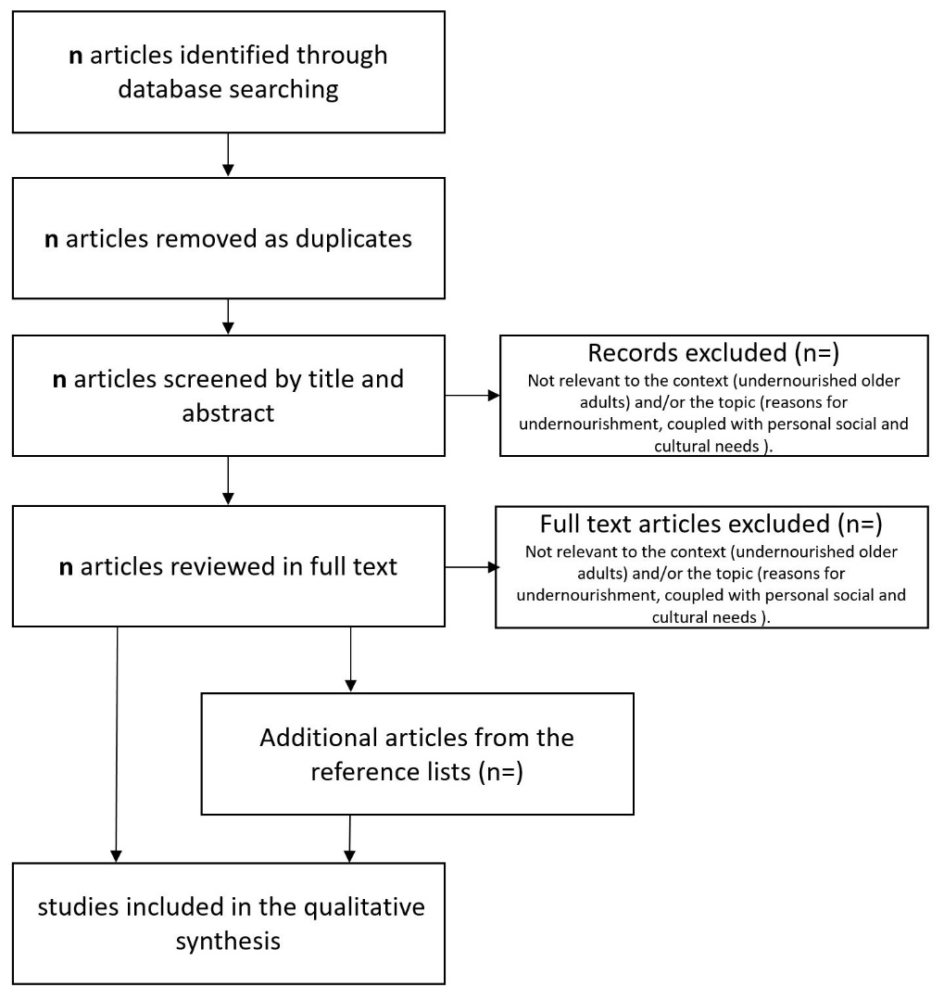 n articles identified through
database searching
n articles removed as duplicates
n articles screened by title and
abstract
Records excluded (n=)
Not relevant to the context (undernourished older
adults) and/or the topic (reasons for
undernourishment, coupled with personal social and
cultural needs ).
n articles reviewed in full text
Full text articles excluded (n=)
Not relevant to the context (undernourished older
adults) and/or the topic (reasons for
undernourishment, coupled with personal social and
cultural needs ).
Additional articles from the
reference lists (n=)
studies included in the qualitative
synthesis